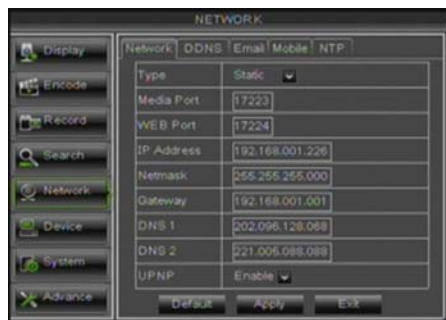 NETWORK
Display
Encode
Record
Search
Network
Device
System
Advance
Network DDNS Email Mobile NTP
Type Static
Media Port 17223
WEB Port 17224
IP Address 192.168.001.226
Netmask 255.255.255.000
Gateway 192.168.001.001
DNS 1 202.096.128.068
DNS 2 221.005.088.088
UPNP Enable
Default Apply Exit